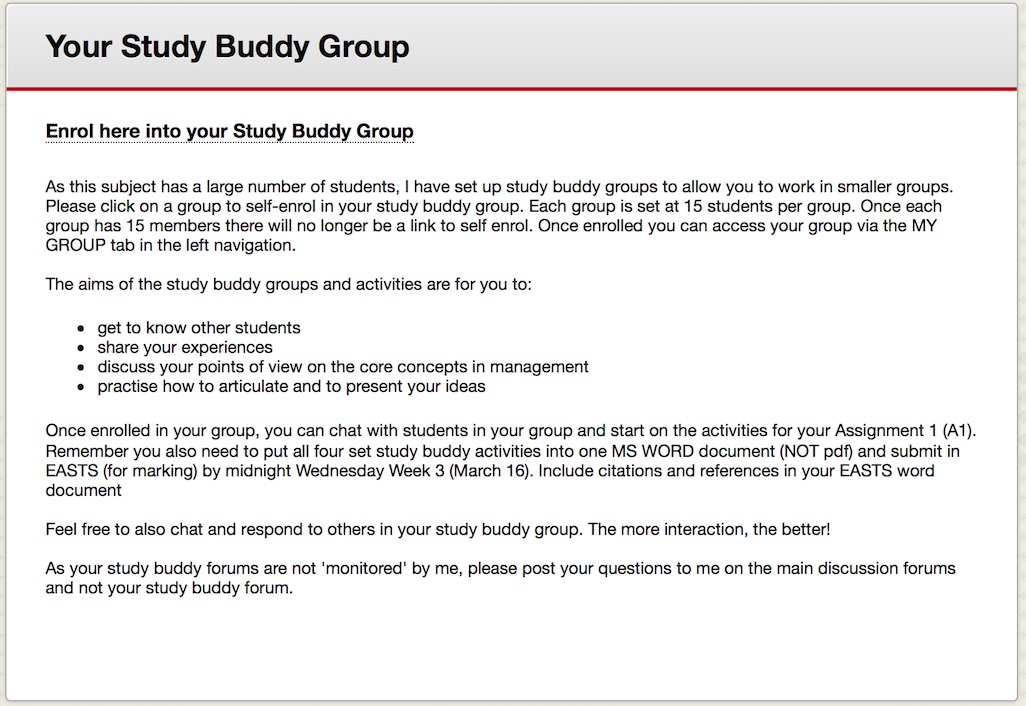 Your Study Buddy Group
Enrol here into your Study Buddy Group
As this subject has a large number of students, I have set up study buddy groups to allow you to work in smaller groups.
Please click on a group to self-enrol in your study buddy group. Each group is set at 15 students per group. Once each
group has 15 members there will no longer be a link to self enrol. Once enrolled you can access your group via the MY
GROUP tab in the left navigation.
The aims of the study buddy groups and activities are for you to:
• get to know other students
• share your experiences
• discuss your points of view on the core concepts in management
• practise how to articulate and to present your ideas
Once enrolled in your group, you can chat with students in your group and start on the activities for your Assignment 1 (A1).
Remember you also need to put all four set study buddy activities into one MS WORD document (NOT pdf) and submit in
EASTS (for marking) by midnight Wednesday Week 3 (March 16). Include citations and references in your EASTS word
document
Feel free to also chat and respond to others in your study buddy group. The more interaction, the better!
As your study buddy forums are not 'monitored' by me, please post your questions to me on the main discussion forums
and not your study buddy forum.